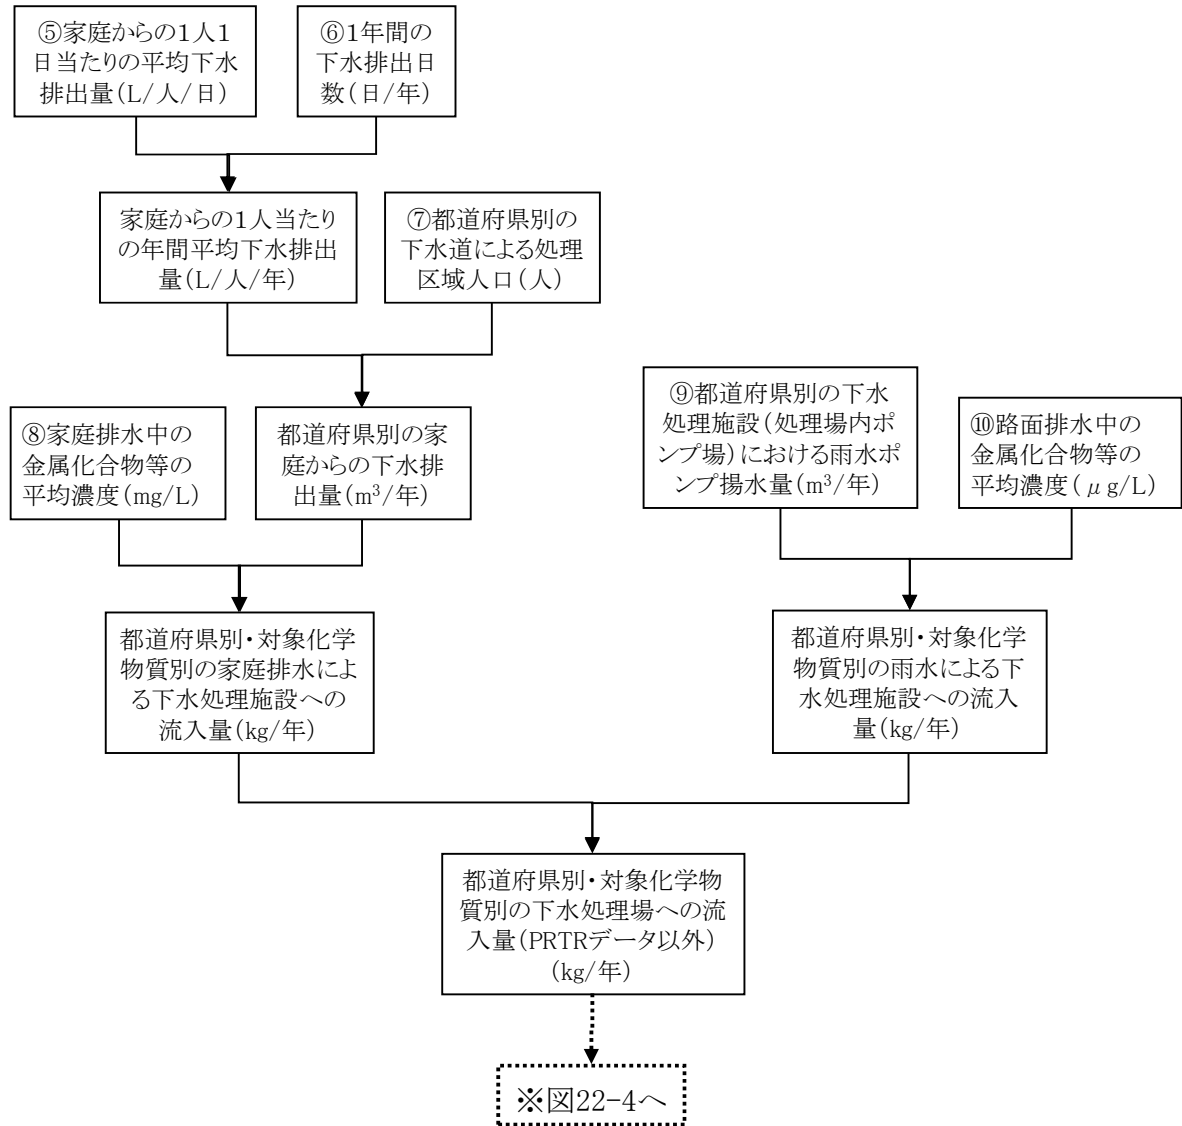 ⑤家庭からの1人1
日当たりの平均下水
排出量(L/人/日)
⑥1年間の
下水排出日
数(日/年)
家庭からの1人当たり
の年間平均下水排出
量(L/人/年)
⑦都道府県別の
下水道による処理
区域人口(人)
⑧家庭排水中の
金属化合物等の
平均濃度(mg/L)
都道府県別の家
庭からの下水排
出量(m³/年)
⑨都道府県別の下水
処理施設(処理場内ポ
ンプ場)における雨水ポ
ンプ揚水量(m³/年)
⑩路面排水中の
金属化合物等の
平均濃度(μg/L)
都道府県別・対象化学
物質別の家庭排水によ
る下水処理施設への
流入量(kg/年)
都道府県別・対象化学
物質別の雨水による下
水処理施設への流入
量(kg/年)
都道府県別・対象化学物
質別の下水処理場への流
入量(PRTRデータ以外)
(kg/年)
※図22-4へ